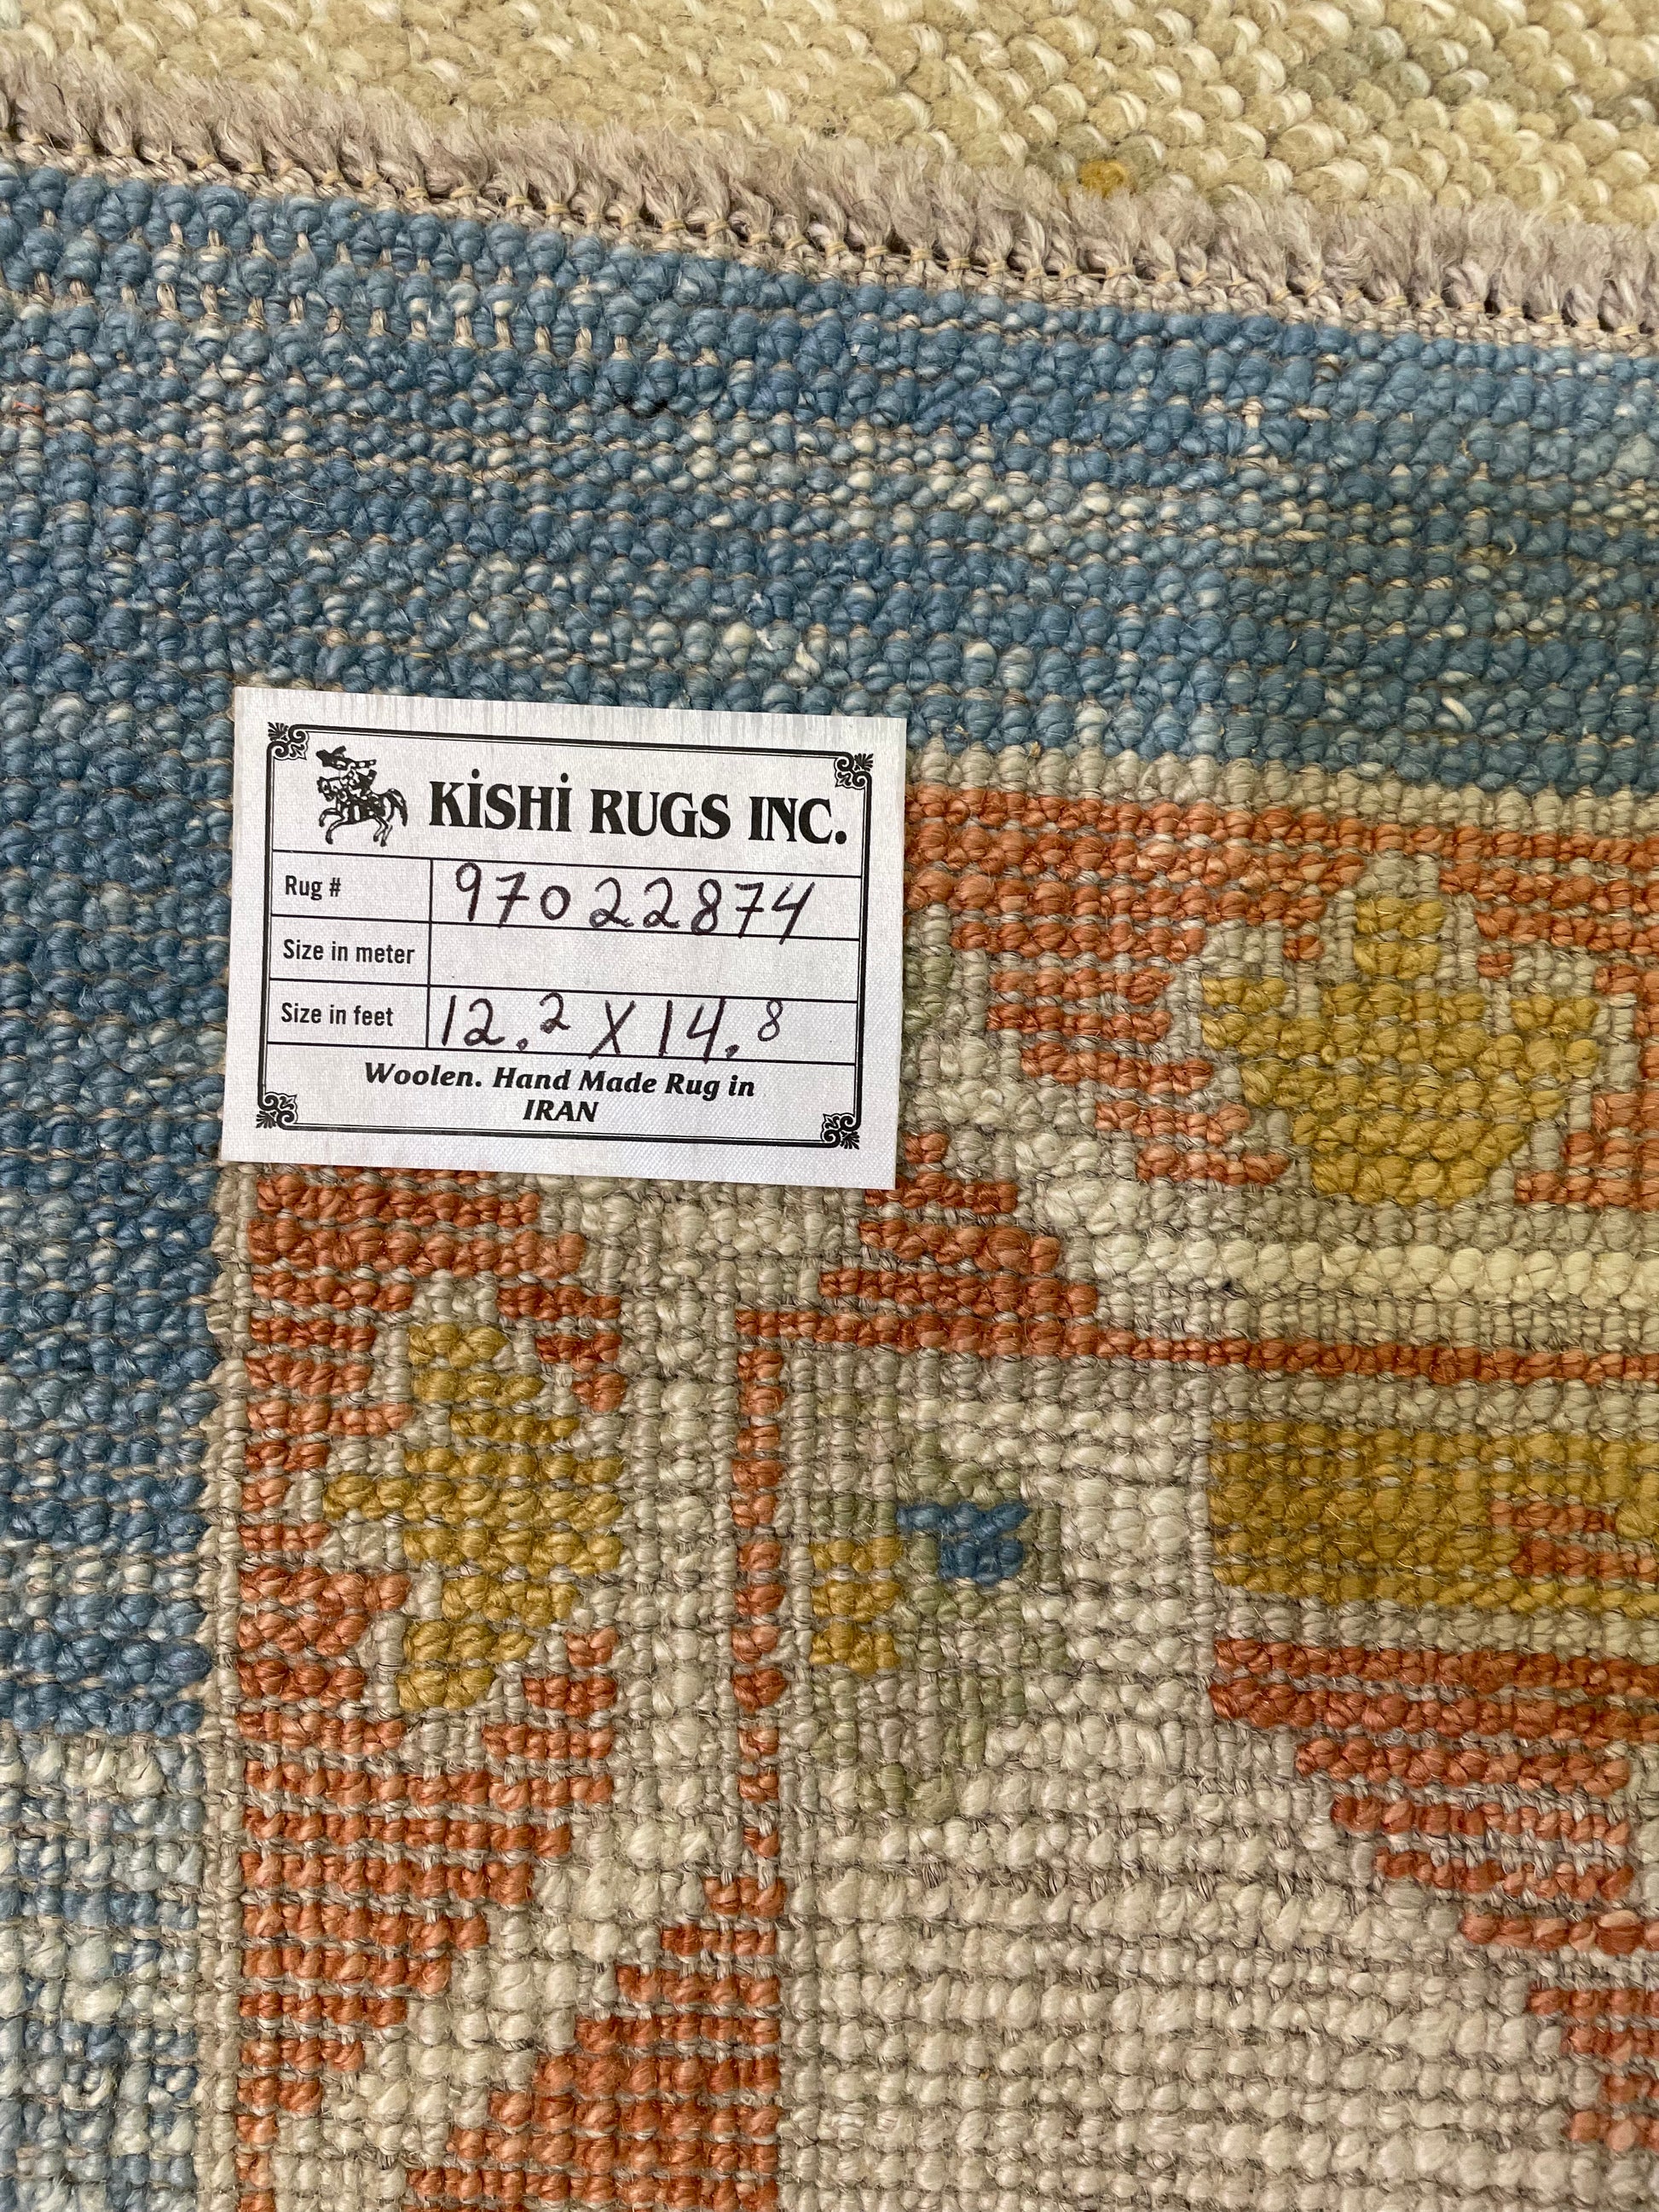 KiSHi RUGS INC.
Rug # 97022874
Size in meter
Size in feet 12.2 X 14.8
Woolen. Hand Made Rug in
IRAN